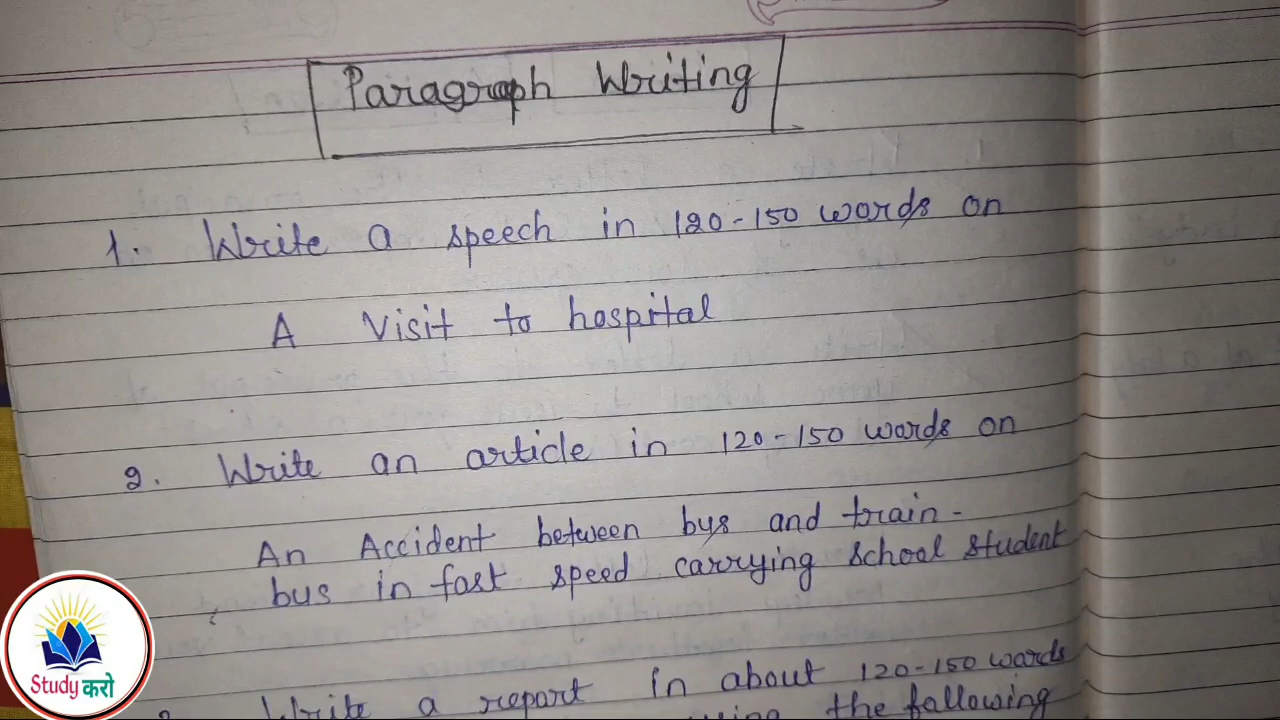 Paragraph Writing
1. Write a speech in 120-150 words on
A Visit to hospital
2. Write an article in 120-150 words on
An Accident between bus and train-
bus in fast speed carrying school student
Write a report in about 120-150 words
the following
Study करो